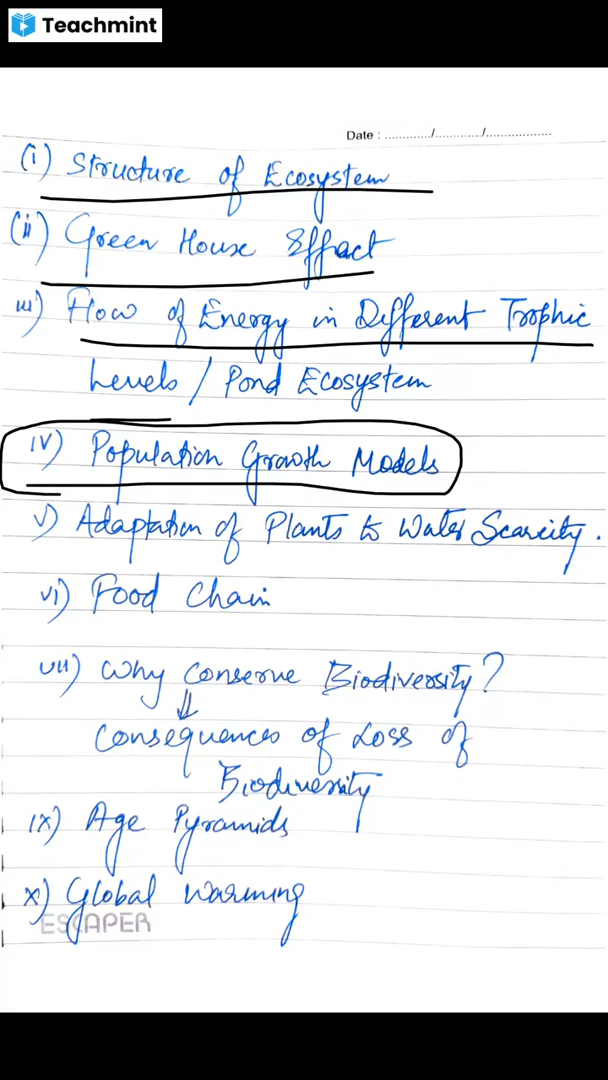 Teachmint
Date : ............/............/..................
(i) Structure of Ecosystem
(ii) Green House Effect
iii) Flow of Energy in Different Trophic
Levels / Pond Ecosystem
iv) Population Growth Models
v) Adaptation of Plants to Water Scarcity.
vi) Food Chain
vii) Why Conserve Biodiversity?
⇓
Consequences of Loss of
Biodiversity
ix) Age Pyramids
x) Global Warming
ESCAPER